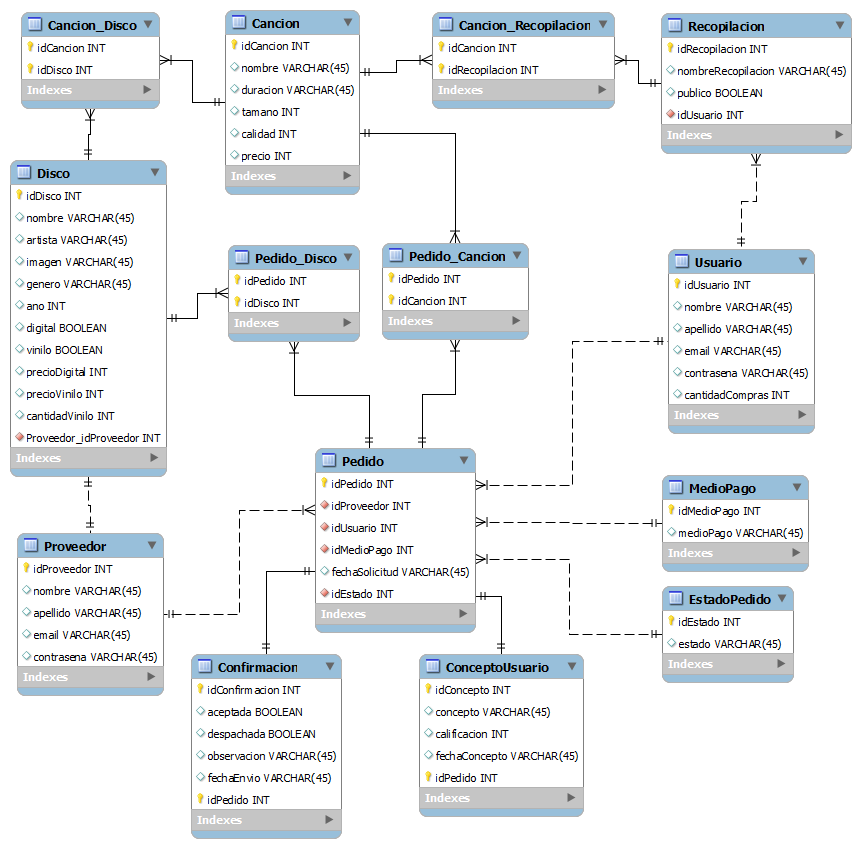 Cancion_Disco
idCancion INT
idDisco INT
Indexes
Cancion
idCancion INT
nombre VARCHAR(45)
duracion VARCHAR(45)
tamano INT
calidad INT
precio INT
Indexes
Cancion_Recopilacion
idCancion INT
idRecopilacion INT
Indexes
Recopilacion
idRecopilacion INT
nombreRecopilacion VARCHAR(45)
publico BOOLEAN
idUsuario INT
Indexes
Disco
idDisco INT
nombre VARCHAR(45)
artista VARCHAR(45)
imagen VARCHAR(45)
genero VARCHAR(45)
ano INT
digital BOOLEAN
vinilo BOOLEAN
precioDigital INT
precioVinilo INT
cantidadVinilo INT
Proveedor_idProveedor INT
Indexes
Pedido_Disco
idPedido INT
idDisco INT
Indexes
Pedido_Cancion
idPedido INT
idCancion INT
Indexes
Usuario
idUsuario INT
nombre VARCHAR(45)
apellido VARCHAR(45)
email VARCHAR(45)
contrasena VARCHAR(45)
cantidadCompras INT
Indexes
Pedido
idPedido INT
idProveedor INT
idUsuario INT
idMedioPago INT
fechaSolicitud VARCHAR(45)
idEstado INT
Indexes
MedioPago
idMedioPago INT
medioPago VARCHAR(45)
Indexes
Proveedor
idProveedor INT
nombre VARCHAR(45)
apellido VARCHAR(45)
email VARCHAR(45)
contrasena VARCHAR(45)
Indexes
EstadoPedido
idEstado INT
estado VARCHAR(45)
Indexes
Confirmacion
idConfirmacion INT
aceptada BOOLEAN
despachada BOOLEAN
observacion VARCHAR(45)
fechaEnvio VARCHAR(45)
idPedido INT
Indexes
ConceptoUsuario
idConcepto INT
concepto VARCHAR(45)
calificacion INT
fechaConcepto VARCHAR(45)
idPedido INT
Indexes